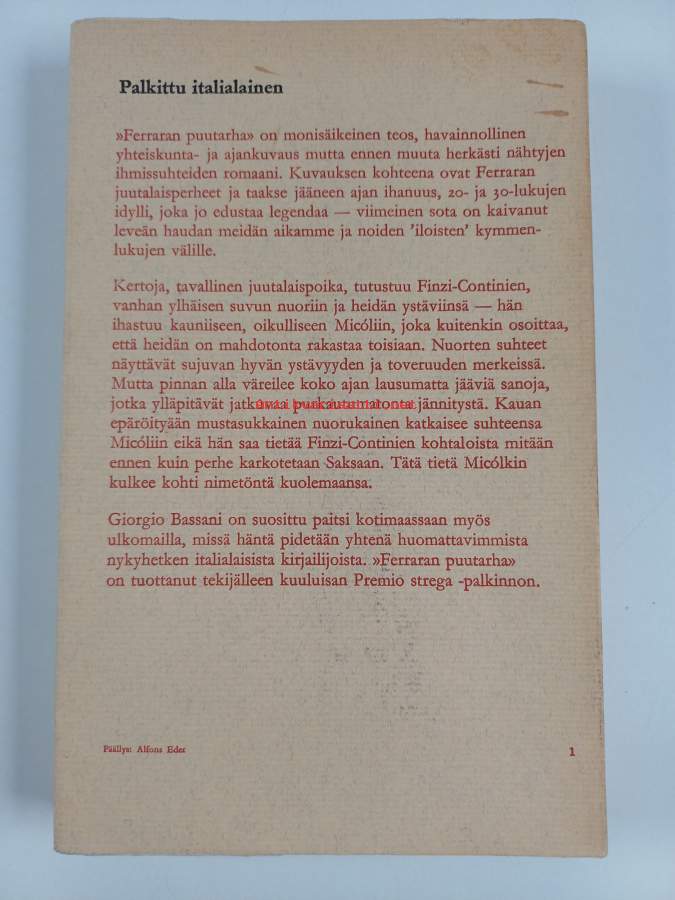 Palkittu italialainen
»Ferraran puutarha» on monisäikeinen teos, havainnollinen
yhteiskunta- ja ajankuvaus mutta ennen muuta herkästi nähtyjen
ihmissuhteiden romaani. Kuvauksen kohteena ovat Ferraran
juutalaisperheet ja taakse jääneen ajan ihanuus, 20- ja 30-lukujen
idylli, joka jo edustaa legendaa — viimeinen sota on kaivanut
leveän haudan meidän aikamme ja noiden 'iloisten' kymmen-
lukujen välille.
Kertoja, tavallinen juutalaispoika, tutustuu Finzi-Continien,
vanhan ylhäisen suvun nuoriin ja heidän ystäviinsä — hän
ihastuu kauniiseen, oikulliseen Micóliin, joka kuitenkin osoittaa,
että heidän on mahdotonta rakastaa toisiaan. Nuorten suhteet
näyttävät sujuvan hyvän ystävyyden ja toveruuden merkeissä.
Mutta pinnan alla väreilee koko ajan lausumatta jääviä sanoja,
jotka ylläpitävät jatkuvaa purkautumatonta jännitystä. Kauan
epäröityään mustasukkainen nuorukainen katkaisee suhteensa
Micóliin eikä hän saa tietää Finzi-Continien kohtaloista mitään
ennen kuin perhe karkotetaan Saksaan. Tätä tietä Micólkin
kulkee kohti nimetöntä kuolemaansa.
Giorgio Bassani on suosittu paitsi kotimaassaan myös
ulkomailla, missä häntä pidetään yhtenä huomattavimmista
nykyhetken italialaisista kirjailijoista. »Ferraran puutarha»
on tuottanut tekijälleen kuuluisan Premio strega -palkinnon.
Päällys: Alfons Eder
1